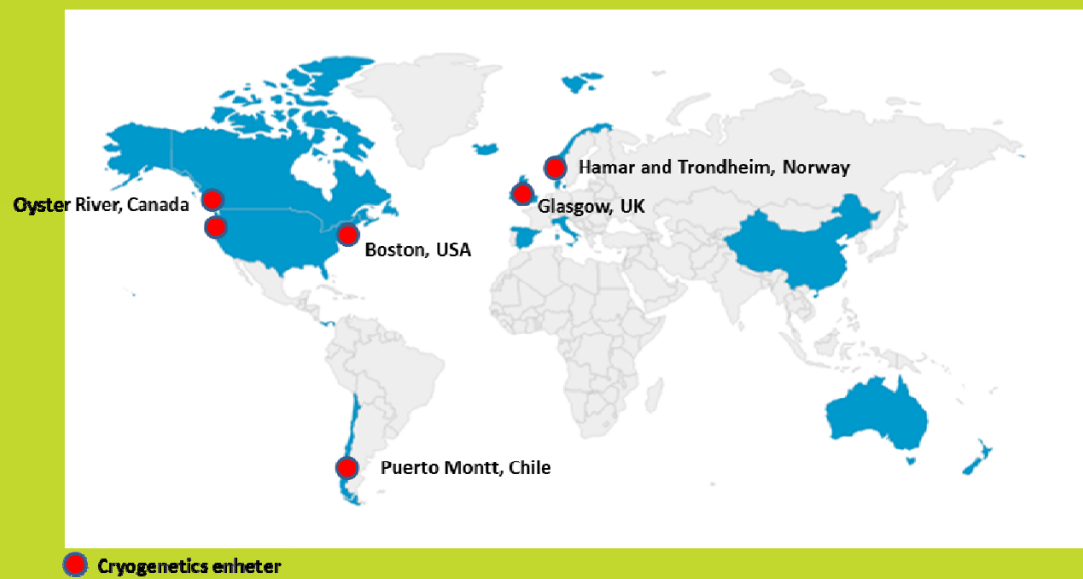 Hamar and Trondheim, Norway
Oyster River, Canada
Glasgow, UK
Boston, USA
Puerto Montt, Chile
Cryogenetics enheter